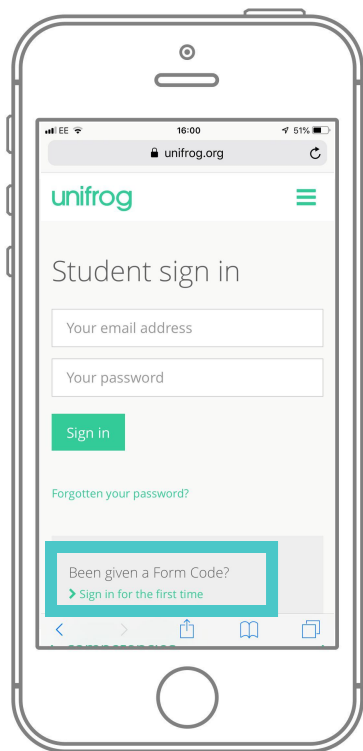 EE 16:00 51%
unifrog.org
unifrog
Student sign in
Your email address
Your password
Sign in
Forgotten your password?
Been given a Form Code?
Sign in for the first time